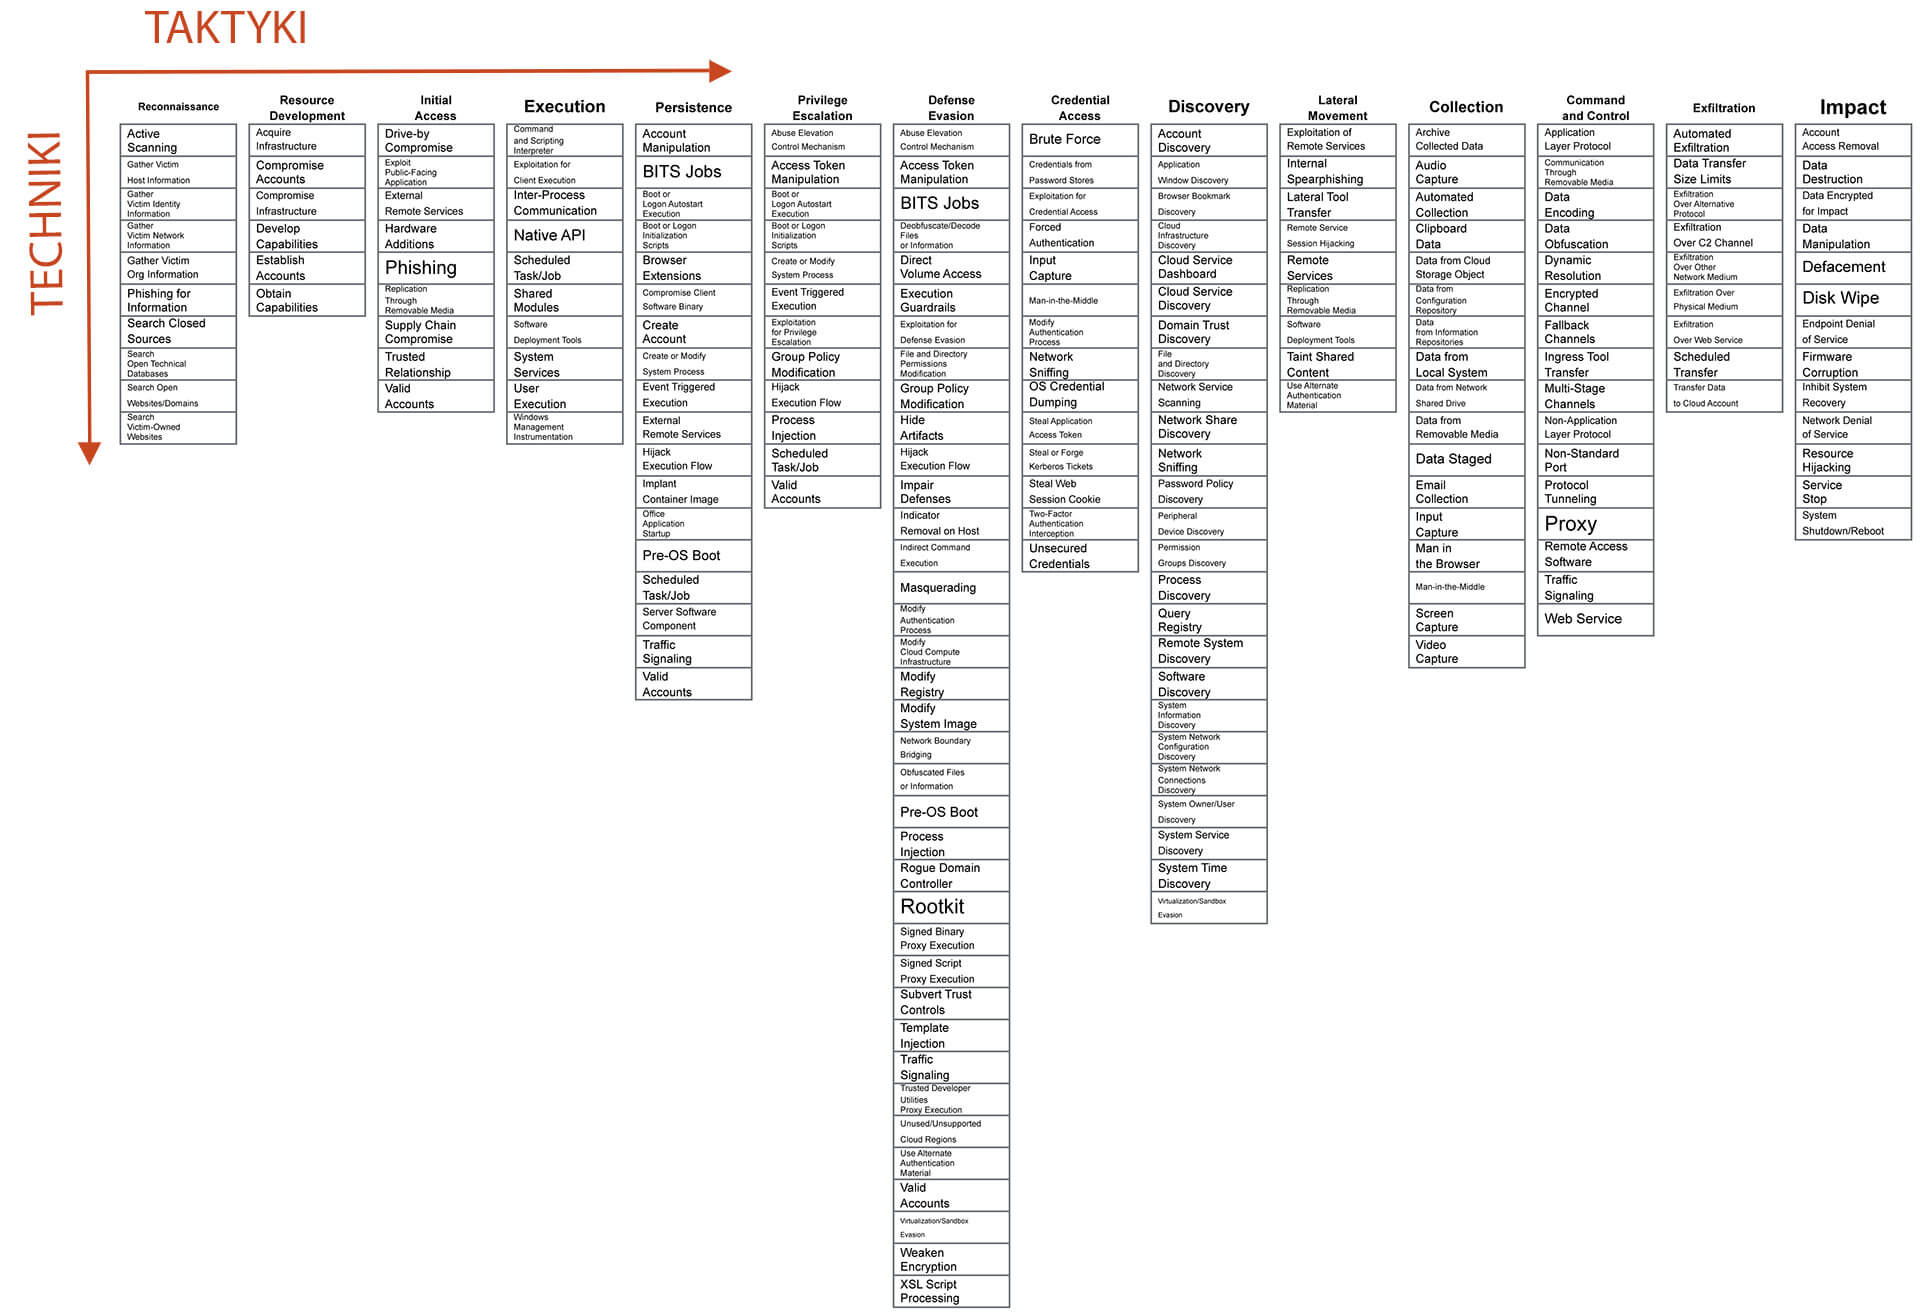 TAKTYKI
TECHNIKI
Reconnaissance
Active
Scanning
Gather Victim
Host Information
Gather
Victim Identity
Information
Gather
Victim Network
Information
Gather Victim
Org Information
Phishing for
Information
Search Closed
Sources
Search
Open Technical
Databases
Search Open
Websites/Domains
Search
Victim-Owned
Websites
Resource
Development
Acquire
Infrastructure
Compromise
Accounts
Compromise
Infrastructure
Develop
Capabilities
Establish
Accounts
Obtain
Capabilities
Initial
Access
Drive-by
Compromise
Exploit
Public-Facing
Application
External
Remote Services
Hardware
Additions
Phishing
Replication
Through
Removable Media
Supply Chain
Compromise
Trusted
Relationship
Valid
Accounts
Execution
Command
and Scripting
Interpreter
Exploitation for
Client Execution
Inter-Process
Communication
Native API
Scheduled
Task/Job
Shared
Modules
Software
Deployment Tools
System
Services
User
Execution
Windows
Management
Instrumentation
Persistence
Account
Manipulation
BITS Jobs
Boot or
Logon Autostart
Execution
Boot or Logon
Initialization
Scripts
Browser
Extensions
Compromise Client
Software Binary
Create
Account
Create or Modify
System Process
Event Triggered
Execution
External
Remote Services
Hijack
Execution Flow
Implant
Container Image
Office
Application
Startup
Pre-OS Boot
Scheduled
Task/Job
Server Software
Component
Traffic
Signaling
Valid
Accounts
Privilege
Escalation
Abuse Elevation
Control Mechanism
Access Token
Manipulation
Boot or
Logon Autostart
Execution
Boot or Logon
Initialization
Scripts
Create or Modify
System Process
Event Triggered
Execution
Exploitation
for Privilege
Escalation
Group Policy
Modification
Hijack
Execution Flow
Process
Injection
Scheduled
Task/Job
Valid
Accounts
Defense
Evasion
Abuse Elevation
Control Mechanism
Access Token
Manipulation
BITS Jobs
Deobfuscate/Decode
Files
or Information
Direct
Volume Access
Execution
Guardrails
Exploitation for
Defense Evasion
File and Directory
Permissions
Modification
Group Policy
Modification
Hide
Artifacts
Hijack
Execution Flow
Impair
Defenses
Indicator
Removal on Host
Indirect Command
Execution
Masquerading
Modify
Authentication
Process
Modify
Cloud Compute
Infrastructure
Modify
Registry
Modify
System Image
Network Boundary
Bridging
Obfuscated Files
or Information
Pre-OS Boot
Process
Injection
Rogue Domain
Controller
Rootkit
Signed Binary
Proxy Execution
Signed Script
Proxy Execution
Subvert Trust
Controls
Template
Injection
Traffic
Signaling
Trusted Developer
Utilities
Proxy Execution
Unused/Unsupported
Cloud Regions
Use Alternate
Authentication
Material
Valid
Accounts
Virtualization/Sandbox
Evasion
Weaken
Encryption
XSL Script
Processing
Credential
Access
Brute Force
Credentials from
Password Stores
Exploitation for
Credential Access
Forced
Authentication
Input
Capture
Man-in-the-Middle
Modify
Authentication
Process
Network
Sniffing
OS Credential
Dumping
Steal Application
Access Token
Steal or Forge
Kerberos Tickets
Steal Web
Session Cookie
Two-Factor
Authentication
Interception
Unsecured
Credentials
Discovery
Account
Discovery
Application
Window Discovery
Browser Bookmark
Discovery
Cloud
Infrastructure
Discovery
Cloud Service
Dashboard
Cloud Service
Discovery
Domain Trust
Discovery
File
and Directory
Discovery
Network Service
Scanning
Network Share
Discovery
Network
Sniffing
Password Policy
Discovery
Peripheral
Device Discovery
Permission
Groups Discovery
Process
Discovery
Query
Registry
Remote System
Discovery
Software
Discovery
System
Information
Discovery
System Network
Configuration
Discovery
System Network
Connections
Discovery
System Owner/User
Discovery
System Service
Discovery
System Time
Discovery
Virtualization/Sandbox
Evasion
Lateral
Movement
Exploitation of
Remote Services
Internal
Spearphishing
Lateral Tool
Transfer
Remote Service
Session Hijacking
Remote
Services
Replication
Through
Removable Media
Software
Deployment Tools
Taint Shared
Content
Use Alternate
Authentication
Material
Collection
Archive
Collected Data
Audio
Capture
Automated
Collection
Clipboard
Data
Data from Cloud
Storage Object
Data from
Configuration
Repository
Data
from Information
Repositories
Data from
Local System
Data from Network
Shared Drive
Data from
Removable Media
Data Staged
Email
Collection
Input
Capture
Man in
the Browser
Man-in-the-Middle
Screen
Capture
Video
Capture
Command
and Control
Application
Layer Protocol
Communication
Through
Removable Media
Data
Encoding
Data
Obfuscation
Dynamic
Resolution
Encrypted
Channel
Fallback
Channels
Ingress Tool
Transfer
Multi-Stage
Channels
Non-Application
Layer Protocol
Non-Standard
Port
Protocol
Tunneling
Proxy
Remote Access
Software
Traffic
Signaling
Web Service
Exfiltration
Automated
Exfiltration
Data Transfer
Size Limits
Exfiltration
Over Alternative
Protocol
Exfiltration
Over C2 Channel
Exfiltration
Over Other
Network Medium
Exfiltration Over
Physical Medium
Exfiltration
Over Web Service
Scheduled
Transfer
Transfer Data
to Cloud Account
Impact
Account
Access Removal
Data
Destruction
Data Encrypted
for Impact
Data
Manipulation
Defacement
Disk Wipe
Endpoint Denial
of Service
Firmware
Corruption
Inhibit System
Recovery
Network Denial
of Service
Resource
Hijacking
Service
Stop
System
Shutdown/Reboot